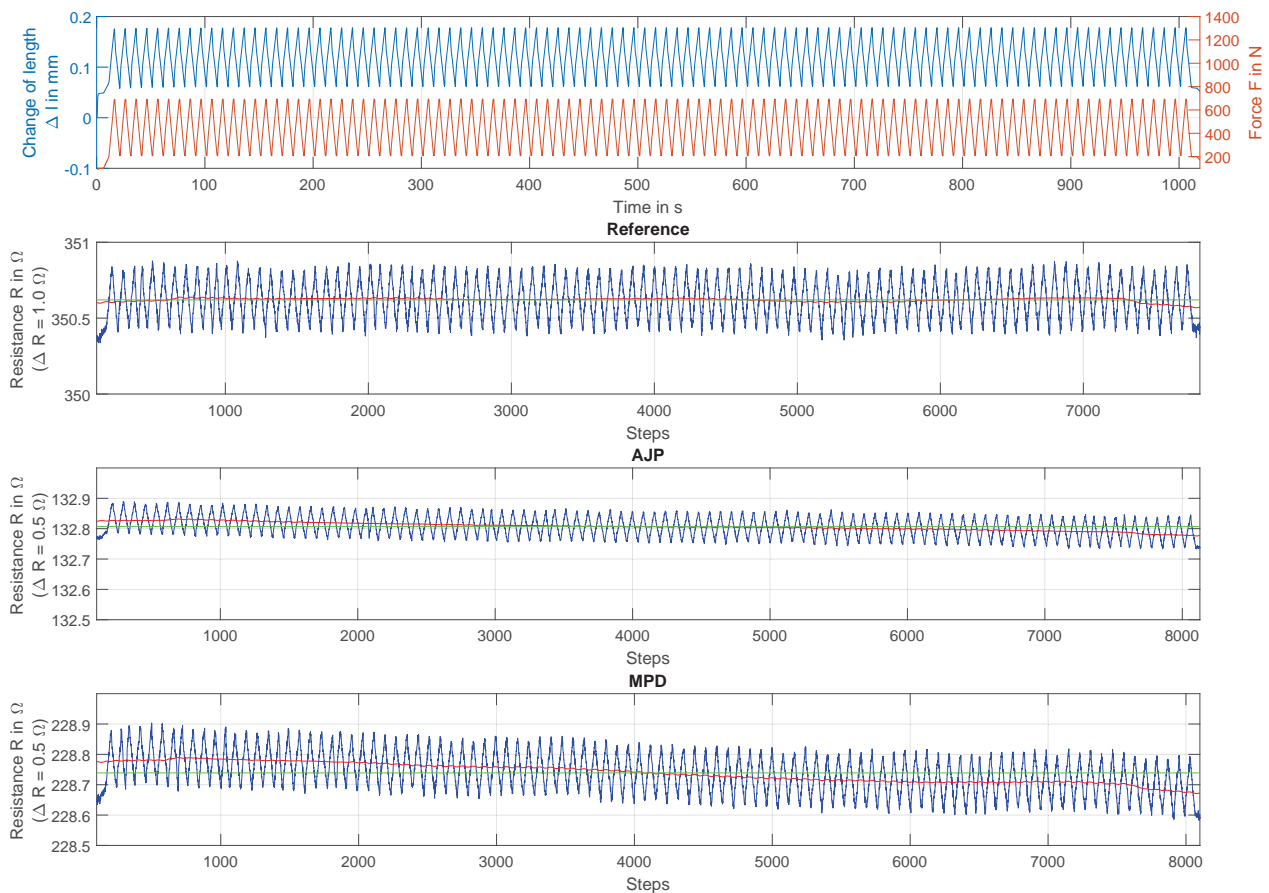 0.2
0.1
0
-0.1
Change of length
Δ l in mm
1400
1200
1000
800
600
400
200
Force F in N
0 100 200 300 400 500 600 700 800 900 1000
Time in s
Reference
351
350.5
350
Resistance R in Ω
(Δ R = 1.0 Ω)
1000 2000 3000 4000 5000 6000 7000
Steps
AJP
132.9
132.8
132.7
132.6
132.5
Resistance R in Ω
(Δ R = 0.5 Ω)
1000 2000 3000 4000 5000 6000 7000 8000
Steps
MPD
228.9
228.8
228.7
228.6
228.5
Resistance R in Ω
(Δ R = 0.5 Ω)
1000 2000 3000 4000 5000 6000 7000 8000
Steps